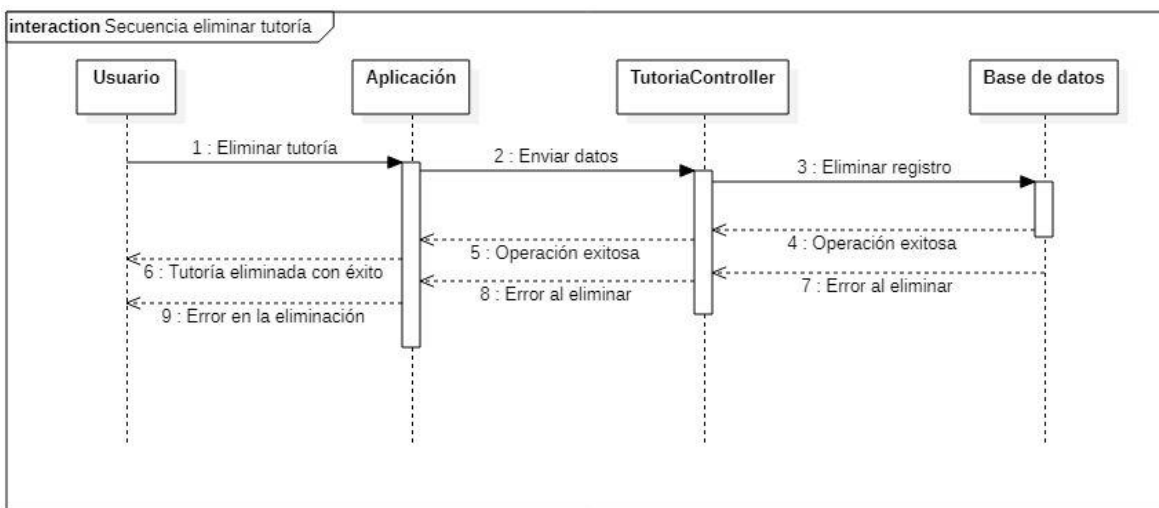 interaction Secuencia eliminar tutoría
Usuario
Aplicación
TutoriaController
Base de datos
1 : Eliminar tutoría
2 : Enviar datos
3 : Eliminar registro
4 : Operación exitosa
5 : Operación exitosa
6 : Tutoría eliminada con éxito
7 : Error al eliminar
8 : Error al eliminar
9 : Error en la eliminación